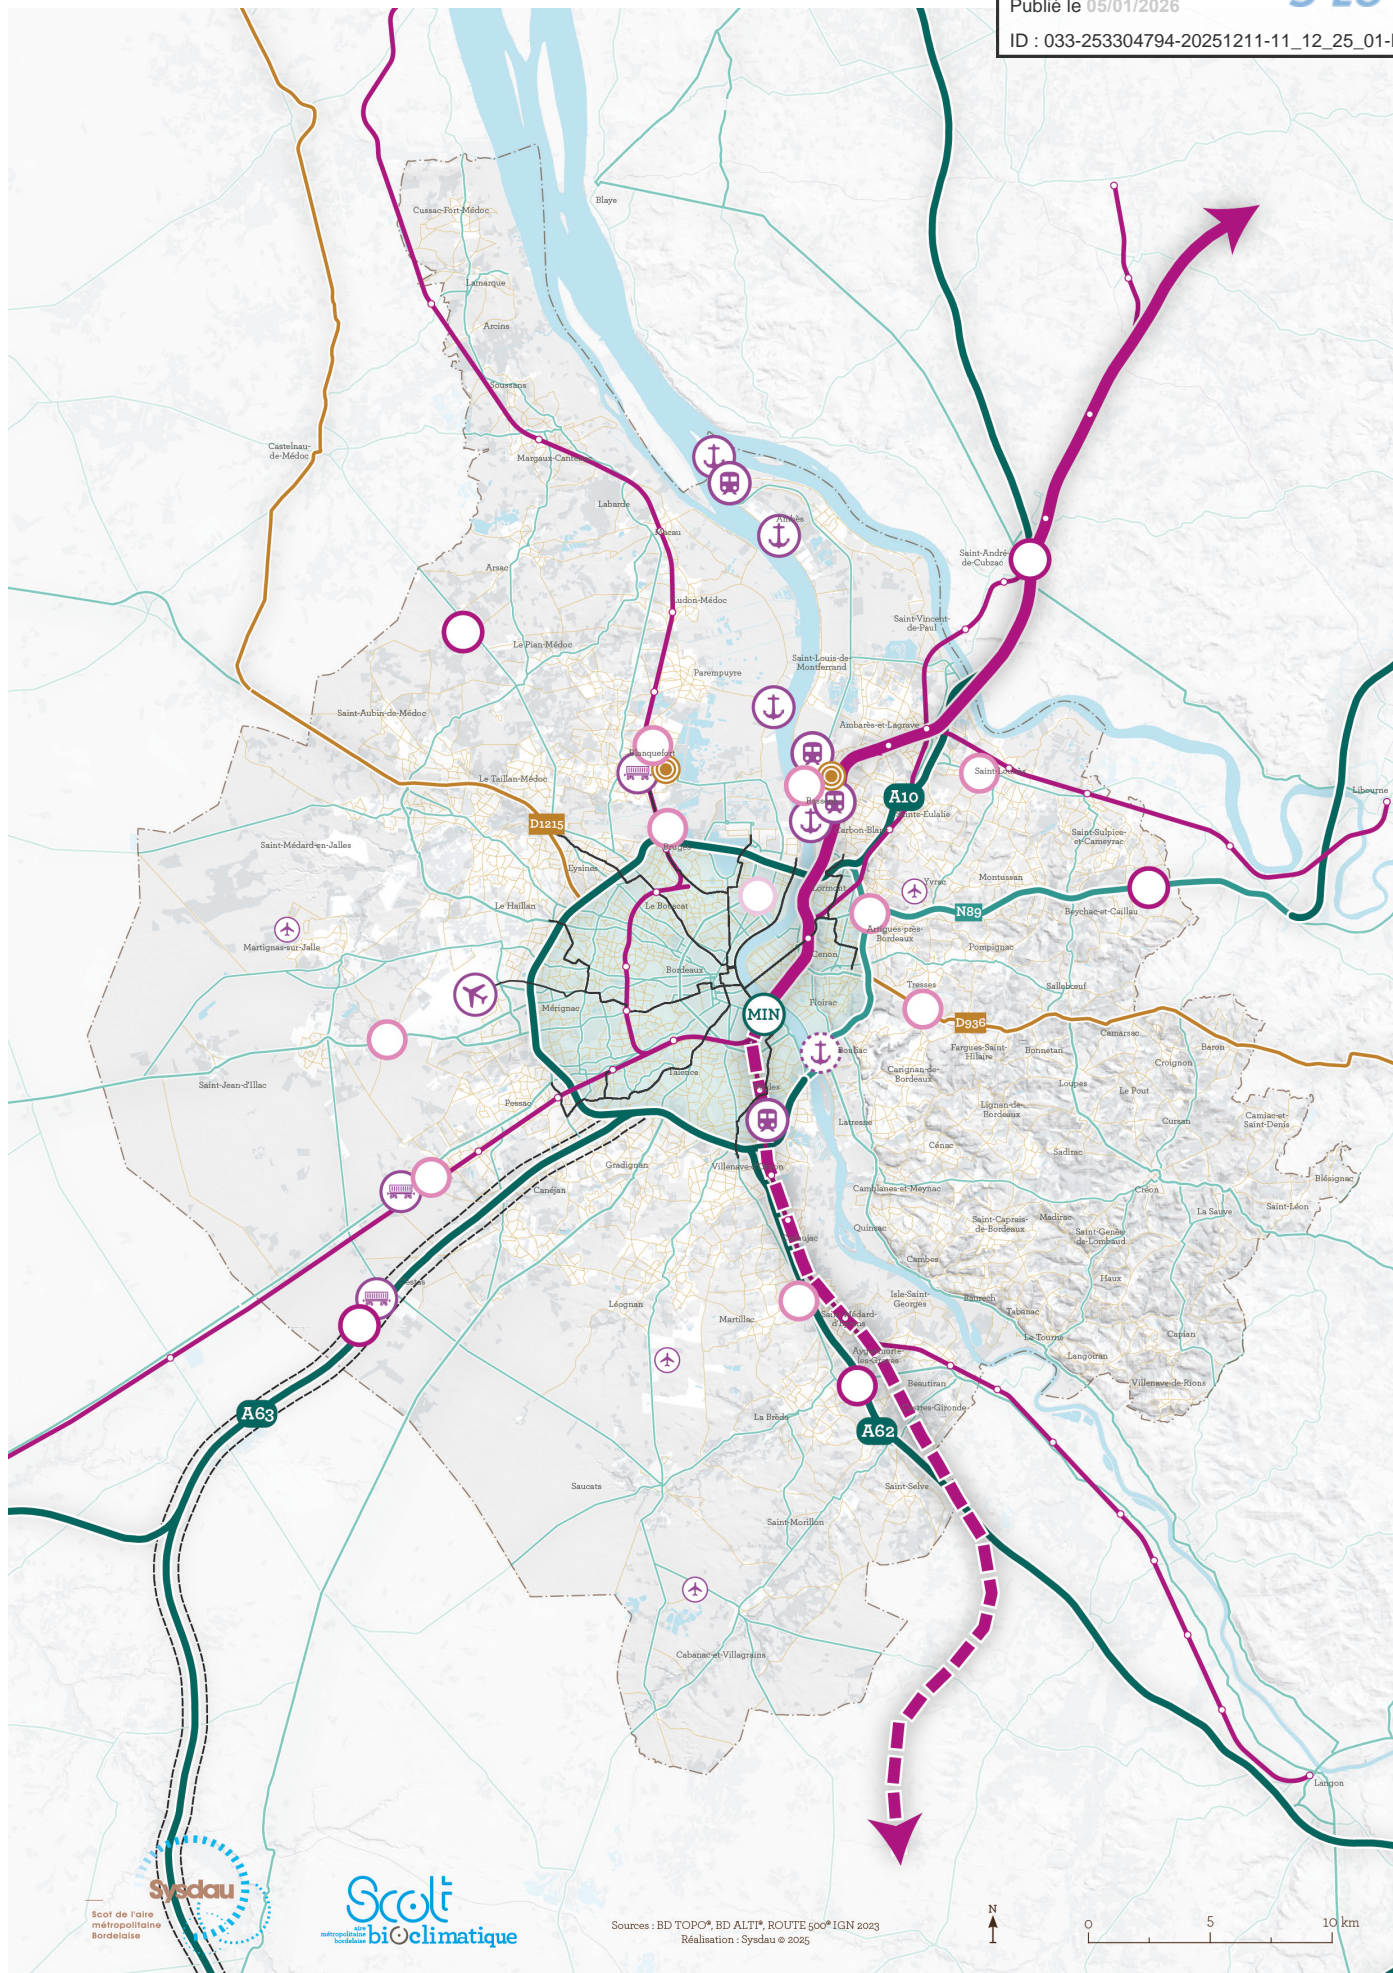 Publié le 05/01/2026
ID : 033-253304794-20251211-11_12_25_01-
Blaye
Cussac-Fort-Médoc
Lamarque
Arcins
Soussans
Castelnau-
de-Médoc
Margaux-Cantenac
Labarde
Macau
Ambès
Saint-André-
de-Cubzac
Arsac
Ludon-Médoc
Saint-Vincent-
de-Paul
Le Pian-Médoc
Saint-Louis-de-
Montferrand
Parempuyre
Saint-Aubin-de-Médoc
Ambarès-et-Lagrave
Blanquefort
Le Taillan-Médoc
Saint-Loubès
Libourne
A10
Bassens
Sainte-Eulalie
D1215
Carbon-Blanc
Saint-Sulpice-
et-Cameyrac
Saint-Médard-en-Jalles
Bruges
Eysines
Lormont
Yvrac
Montussan
Le Haillan
Le Bouscat
N89
Beychac-et-Caillau
Artigues-près-
Bordeaux
Martignas-sur-Jalle
Pompignac
Cenon
Bordeaux
Tresses
Sallebœuf
Mérignac
Floirac
MIN
D936
Camarsac
Baron
Bouliac
Fargues-Saint-
Hilaire
Bonnetan
Croignon
Carignan-de-
Bordeaux
Talence
Saint-Jean-d'Illac
Loupes
Le Pout
Pessac
Lignan-de-
Bordeaux
Camiac-et-
Saint-Denis
Latresne
Cursan
Cénac
Sadirac
Gradignan
Villenave-d'Ornon
Blésignac
Canéjan
Camblanes-et-Meynac
Créon
Saint-Léon
La Sauve
Saint-Caprais-
de-Bordeaux
Madirac
Quinsac
Saint-Genès-
de-Lombaud
Cambes
Haux
Isle-Saint-
Georges
Baurech
Léognan
Tabanac
Martillac
Saint-Médard-
d'Eyrans
Le Tourne
Capian
Ayguemorte-
les-Graves
Langoiran
Beautiran
Villenave-de-Rions
A63
La Brède
A62
Saucats
Saint-Selve
Saint-Morillon
Cabanac-et-Villagrains
Langon
Sysdau
Scot de l'aire
métropolitaine
Bordelaise
Scot
aire
métropolitaine
bordelaise
bioclimatique
Sources : BD TOPO®, BD ALTI®, ROUTE 500® IGN 2023
Réalisation : Sysdau © 2025
N
0 5 10 km